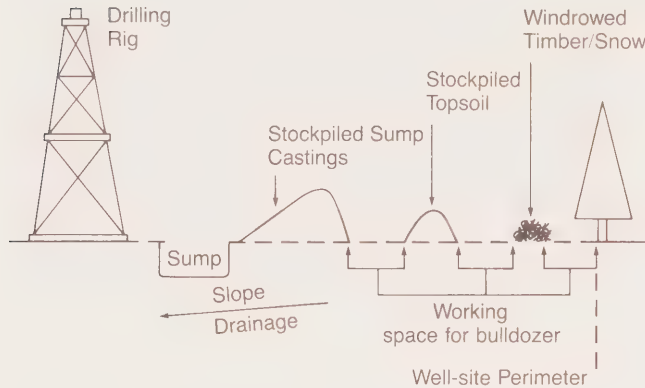 Drilling
Rig
Windrowed
Timber/Snow
Stockpiled
Topsoil
Stockpiled Sump
Castings
Sump
Slope
Drainage
Working
space for bulldozer
Well-site Perimeter